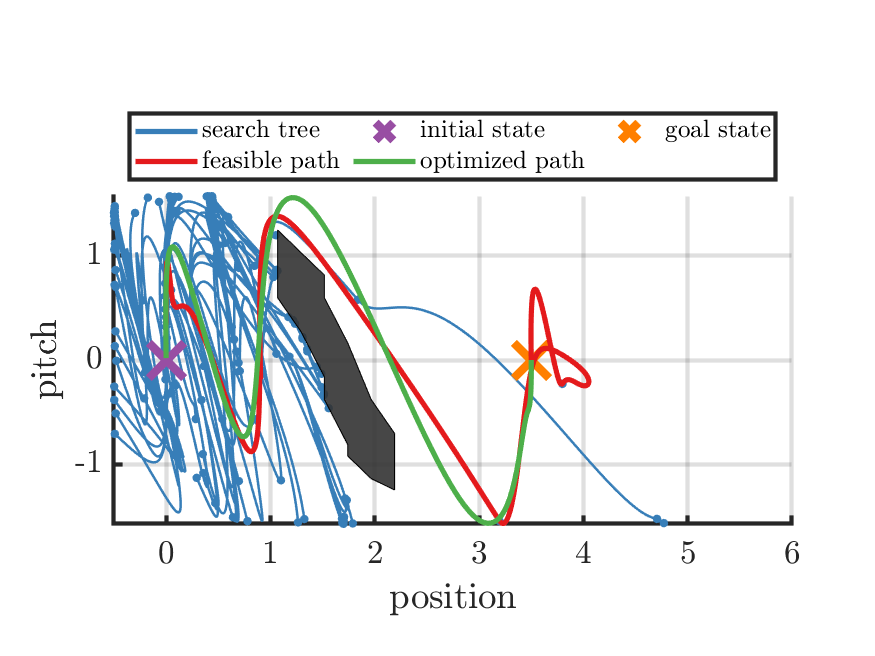 search tree initial state goal state
feasible path optimized path
1
0
-1
pitch
0 1 2 3 4 5 6
position